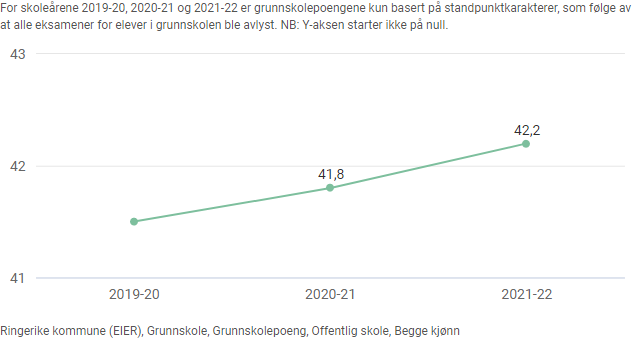 For skoleårene 2019-20, 2020-21 og 2021-22 er grunnskolepoengene kun basert på standpunktkarakterer, som følge av
at alle eksamener for elever i grunnskolen ble avlyst. NB: Y-aksen starter ikke på null.
43
42,2
41,8
42
41
2019-20 2020-21 2021-22
Ringerike kommune (EIER), Grunnskole, Grunnskolepoeng, Offentlig skole, Begge kjønn